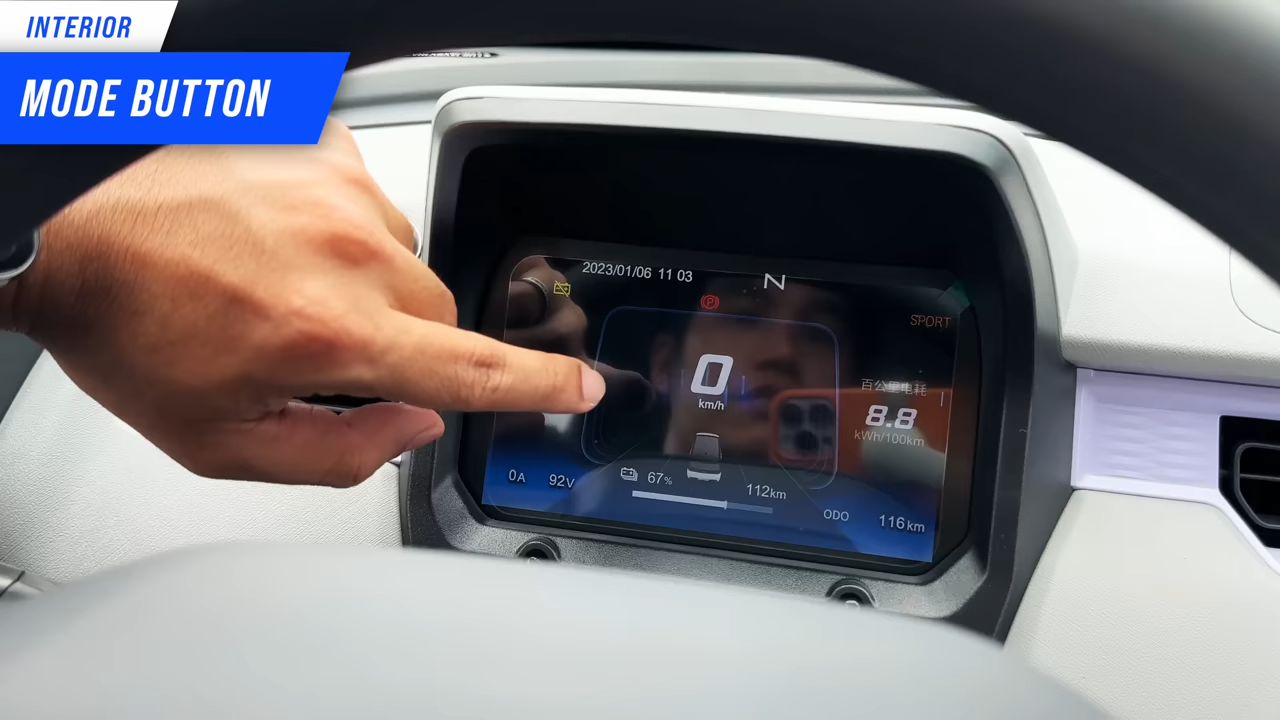 INTERIOR
MODE BUTTON
2023/01/06 11 03
N
P
SPORT
0
km/h
百公里电耗
8.8
kWh/100km
0A
92V
67%
112km
ODO
116km